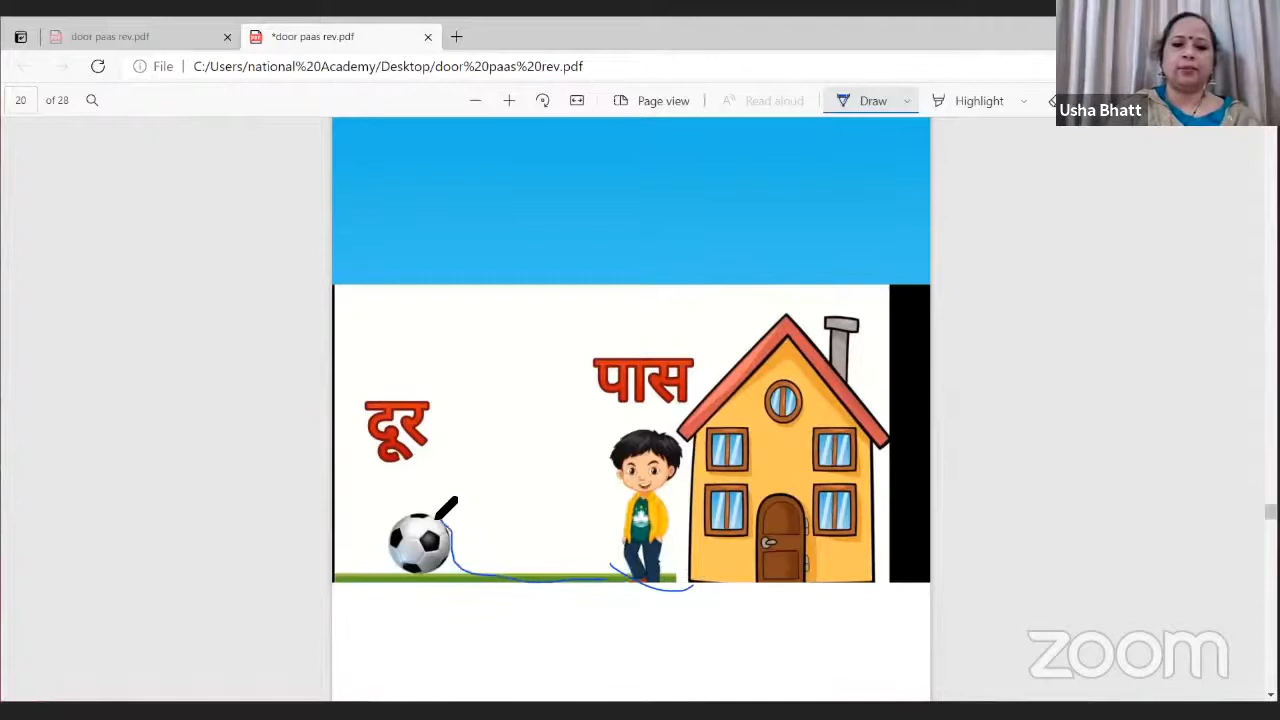 door paas rev.pdf
*door paas rev.pdf
File | C:/Users/national%20Academy/Desktop/door%20paas%20rev.pdf
20 of 28
Page view
Read aloud
Draw
Highlight
Usha Bhatt
पास
दूर
zoom